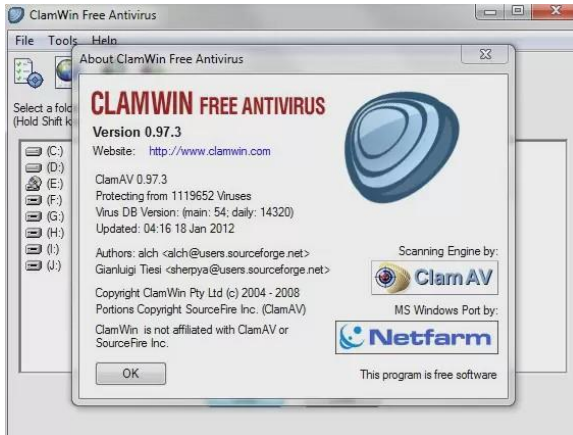 ClamWin Free Antivirus
File Tools Help
About ClamWin Free Antivirus
Select a fold
(Hold Shift k
(C:)
(D:)
(E:)
(F:)
(G:)
(H:)
(I:)
(J:)
CLAMWIN FREE ANTIVIRUS
Version 0.97.3
Website: http://www.clamwin.com
ClamAV 0.97.3
Protecting from 1119652 Viruses
Virus DB Version: (main: 54; daily: 14320)
Updated: 04:16 18 Jan 2012
Authors: alch <alch@users.sourceforge.net>
Gianluigi Tiesi <sherpya@users.sourceforge.net>
Copyright ClamWin Pty Ltd (c) 2004 - 2008
Portions Copyright SourceFire Inc. (ClamAV)
ClamWin is not affiliated with ClamAV or
SourceFire Inc.
OK
Scanning Engine by:
ClamAV
MS Windows Port by:
Netfarm
This program is free software